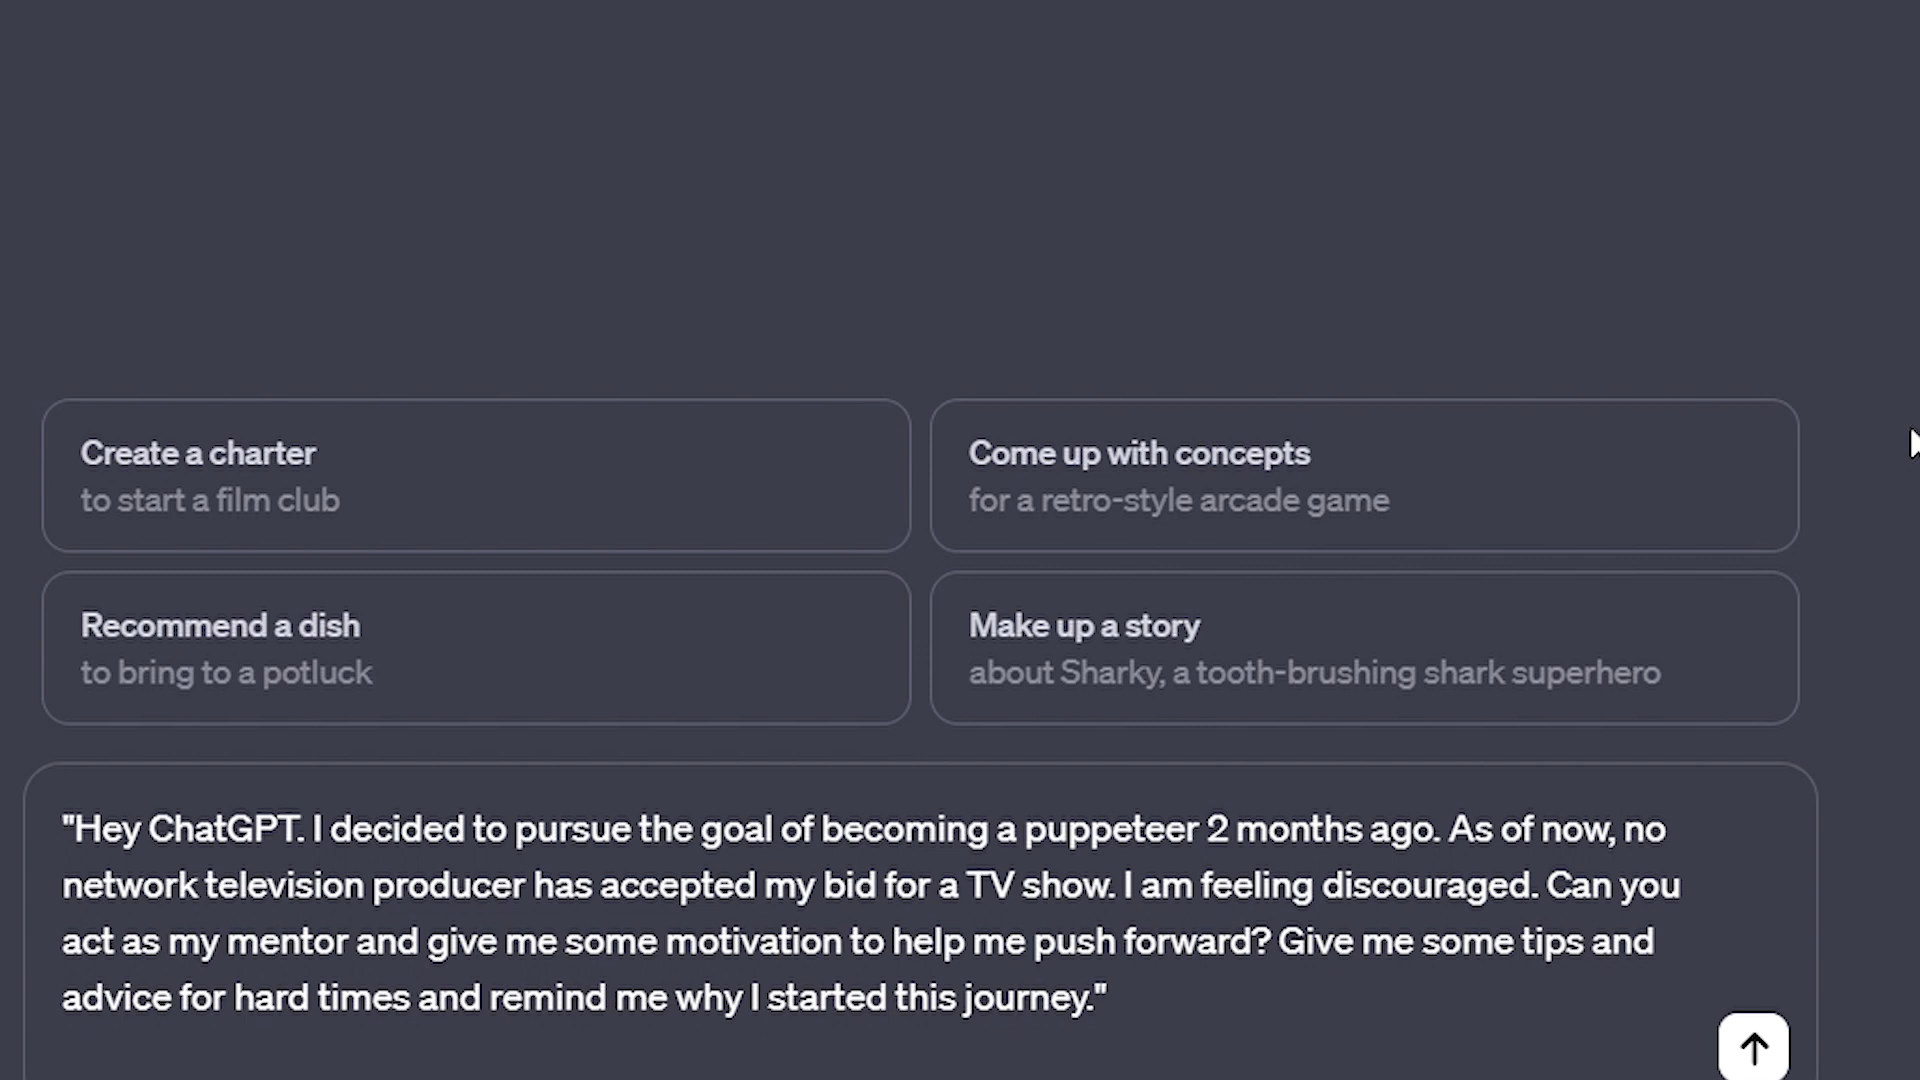 Create a charter
to start a film club
Come up with concepts
for a retro-style arcade game
Recommend a dish
to bring to a potluck
Make up a story
about Sharky, a tooth-brushing shark superhero
"Hey ChatGPT. I decided to pursue the goal of becoming a puppeteer 2 months ago. As of now, no
network television producer has accepted my bid for a TV show. I am feeling discouraged. Can you
act as my mentor and give me some motivation to help me push forward? Give me some tips and
advice for hard times and remind me why I started this journey."